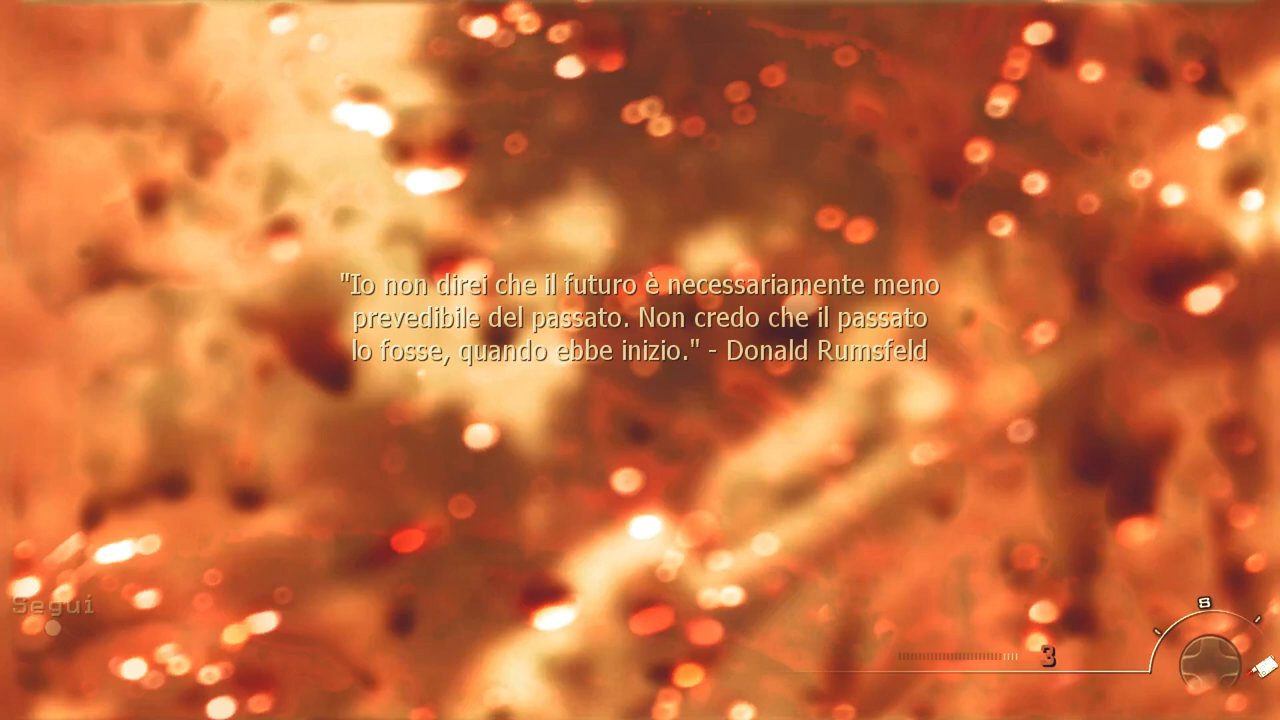 "Io non direi che il futuro è necessariamente meno
prevedibile del passato. Non credo che il passato
lo fosse, quando ebbe inizio." - Donald Rumsfeld
Segui
8
3